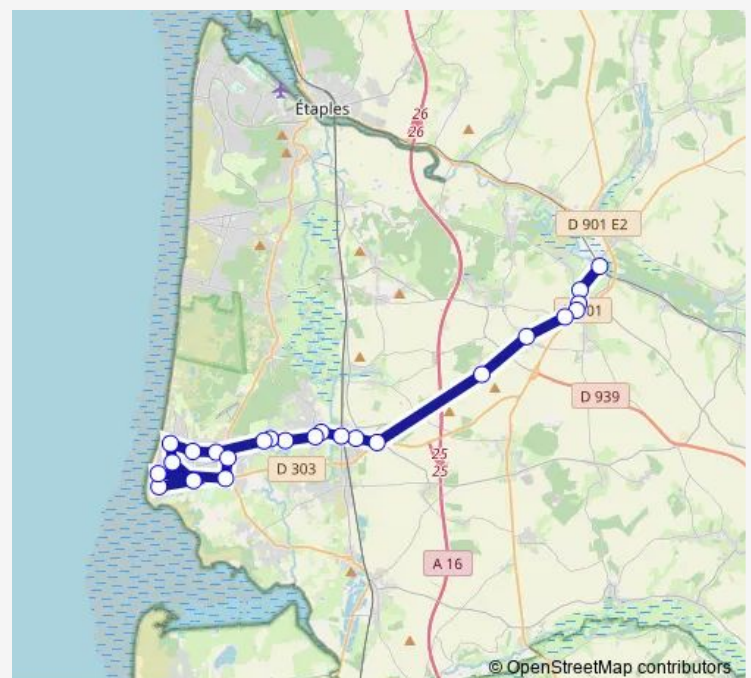 Étaples
26
26
D 901 E2
01
D 939
25
25
D 303
A 16
© OpenStreetMap contributors